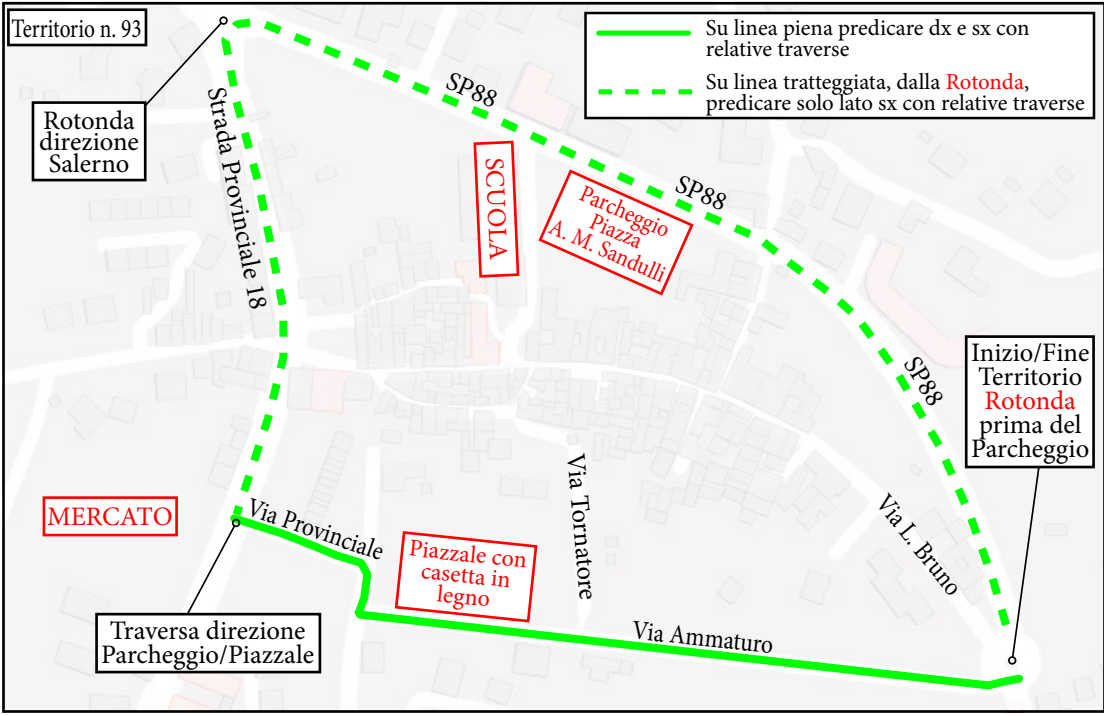 Territorio n. 93
Su linea piena predicare dx e sx con
relative traverse
Su linea tratteggiata, dalla Rotonda,
predicare solo lato sx con relative traverse
Rotonda
direzione
Salerno
SP88
Strada Provinciale 18
SCUOLA
Parcheggio
Piazza
A. M. Sandulli
SP88
SP88
Inizio/Fine
Territorio
Rotonda
prima del
Parcheggio
MERCATO
Via Provinciale
Piazzale con
casetta in
legno
Via Tornatore
Via L. Bruno
Traversa direzione
Parcheggio/Piazzale
Via Ammaturo